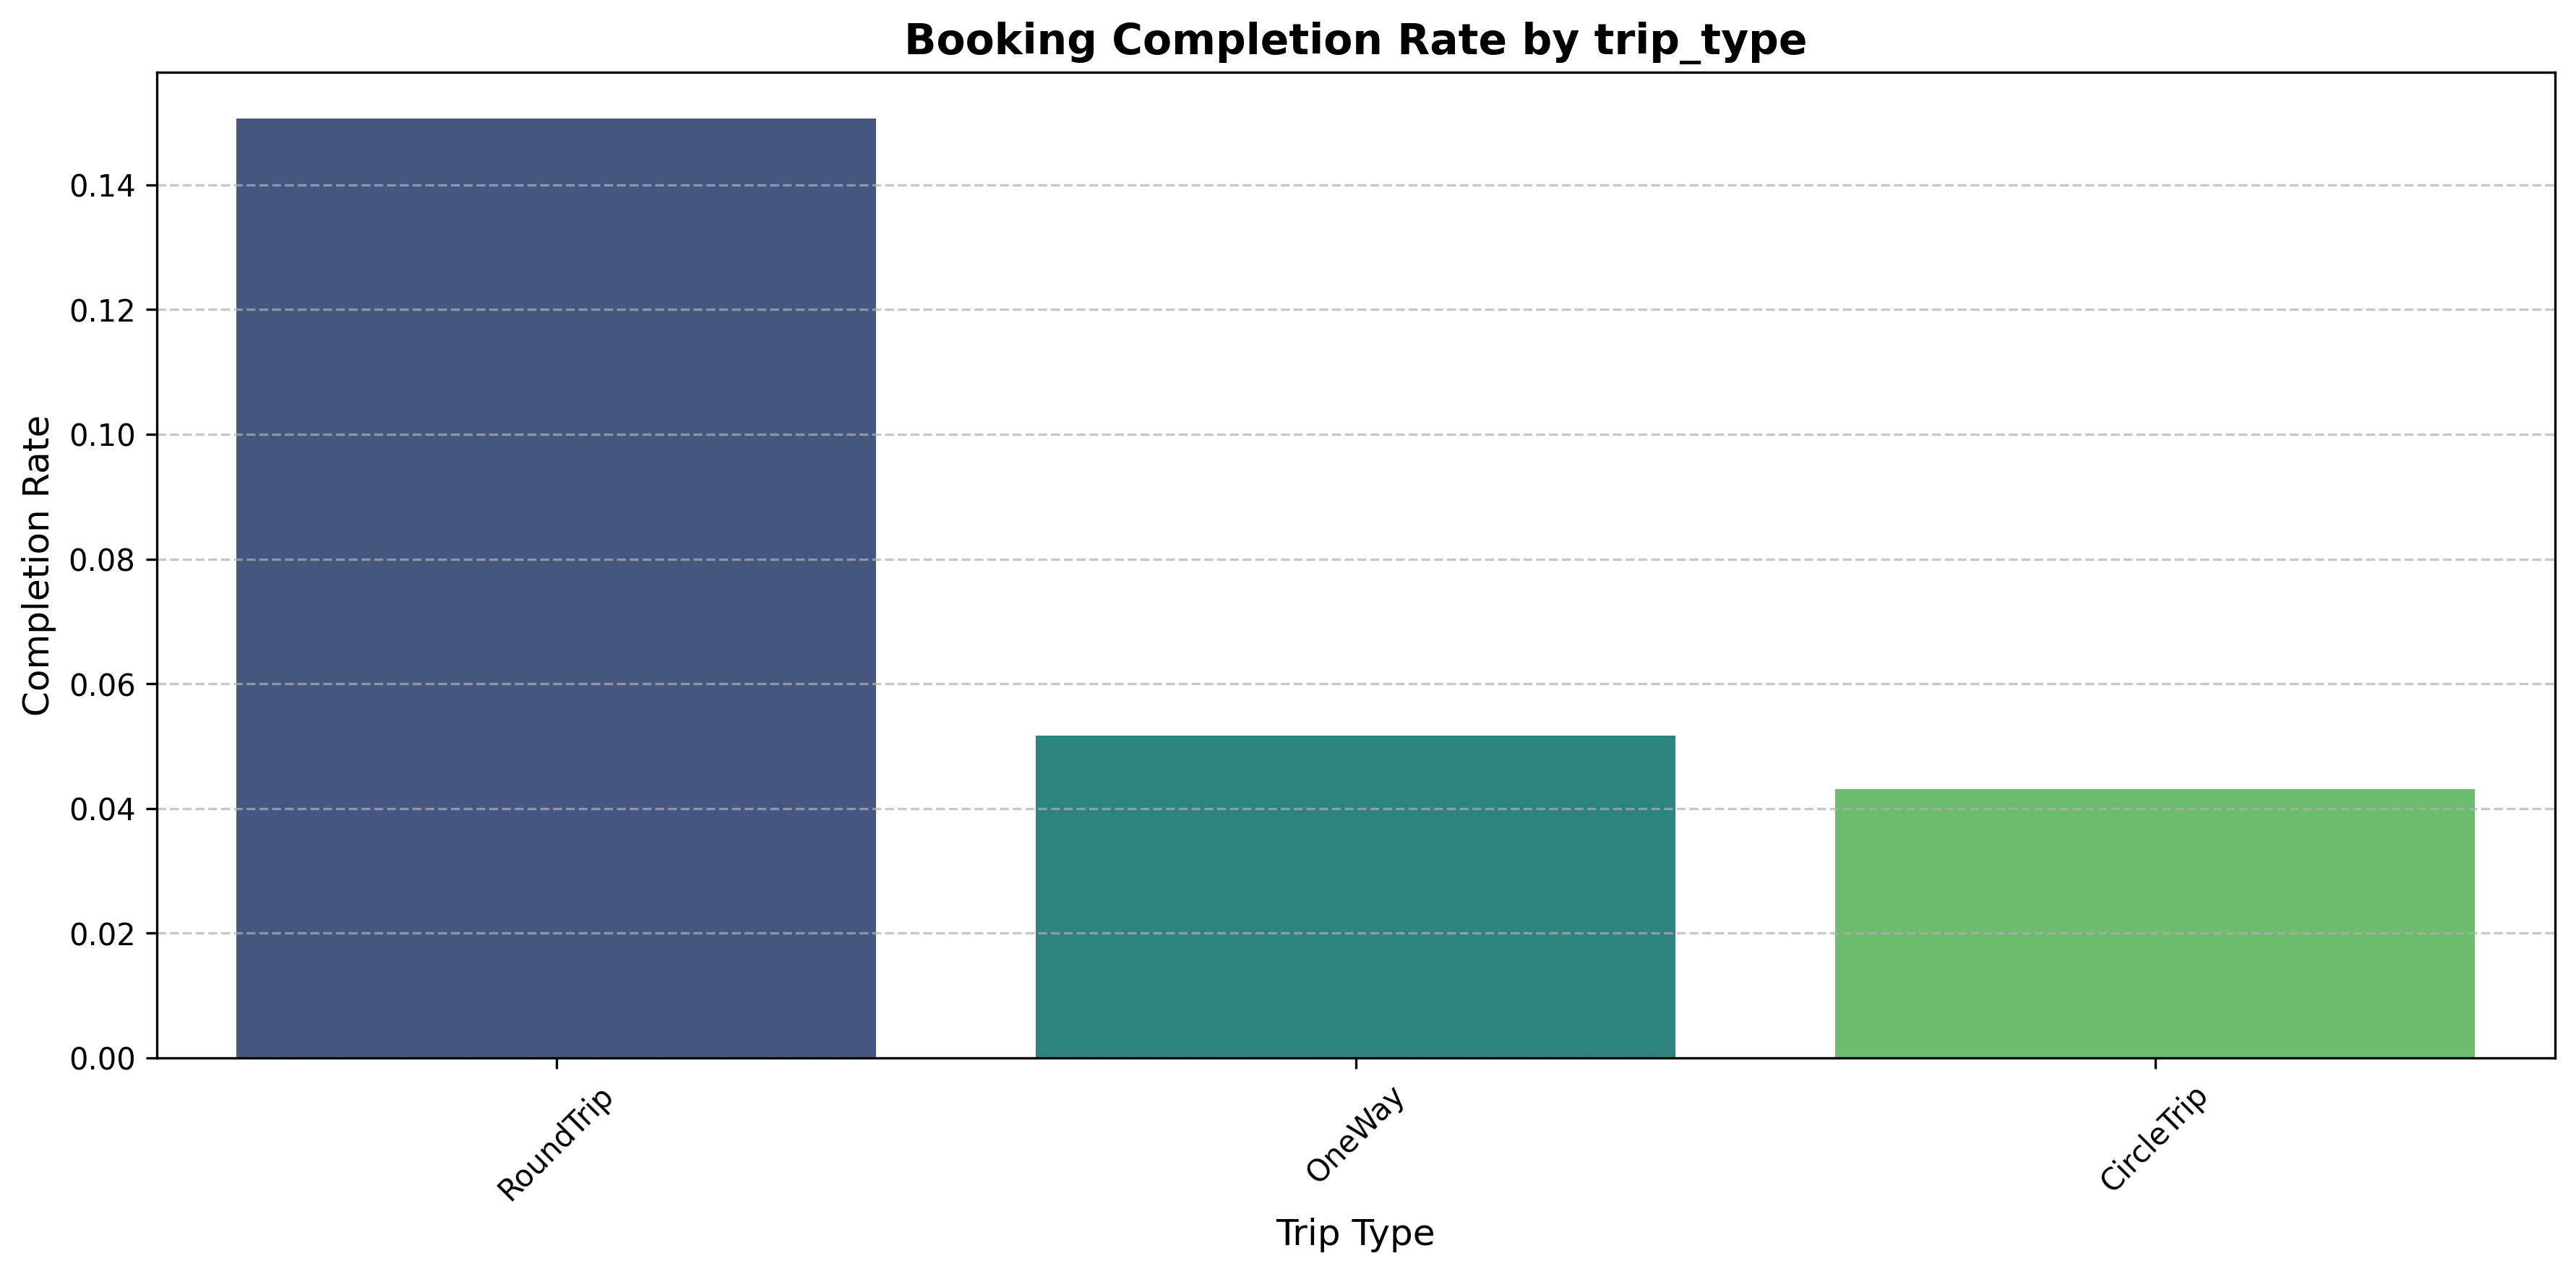 Booking Completion Rate by trip_type
Completion Rate
0.14
0.12
0.10
0.08
0.06
0.04
0.02
0.00
RoundTrip
OneWay
CircleTrip
Trip Type